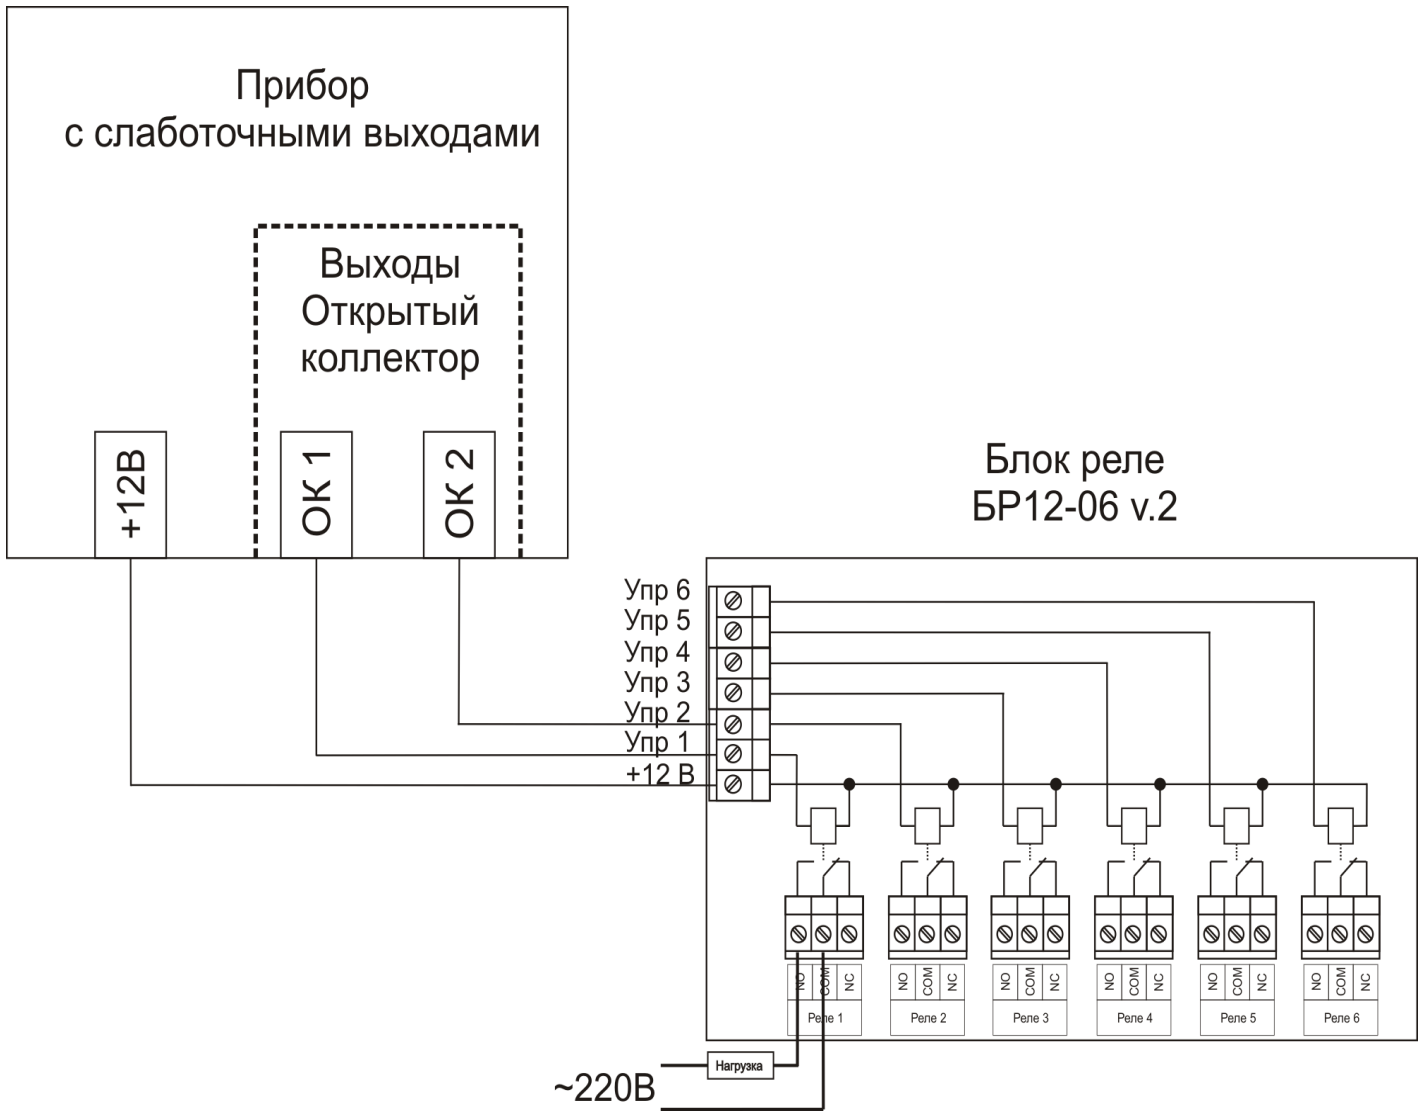 Прибор
с слаботочными выходами
Выходы
Открытый
коллектор
+12В
ОК 1
ОК 2
Блок реле
БР12-06 v.2
Упр 6
Упр 5
Упр 4
Упр 3
Упр 2
Упр 1
+12 В
NO COM NC NO COM NC NO COM NC NO COM NC NO COM NC NO COM NC
Реле 1 Реле 2 Реле 3 Реле 4 Реле 5 Реле 6
Нагрузка
~220В